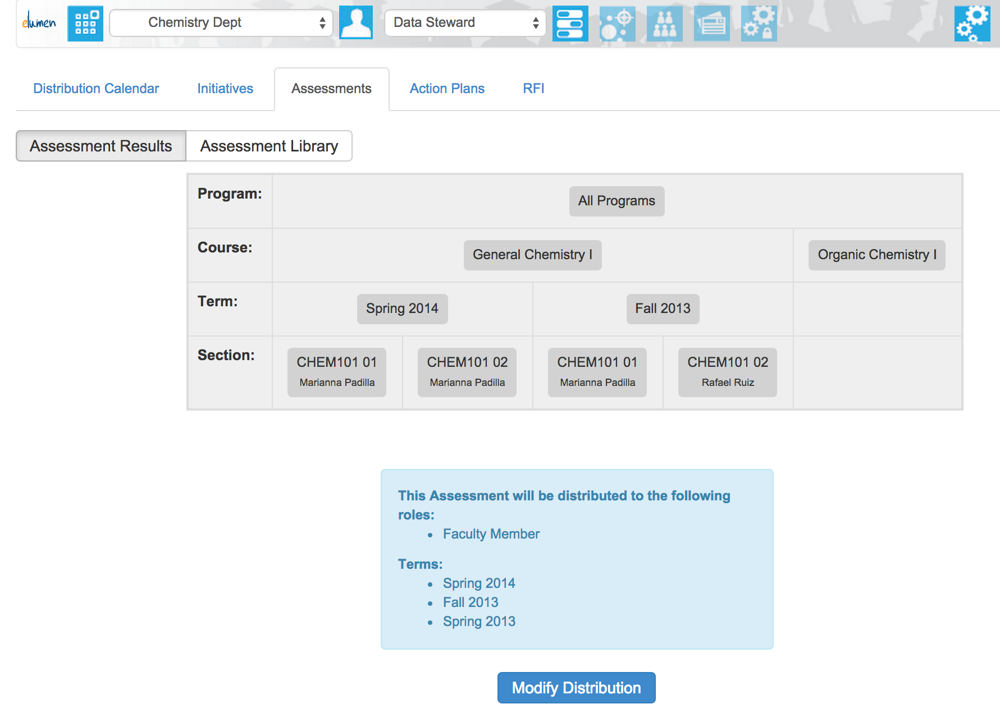 elumen
Chemistry Dept
Data Steward
Distribution Calendar
Initiatives
Assessments
Action Plans
RFI
Assessment Results
Assessment Library
Program:
All Programs
Course:
General Chemistry I
Organic Chemistry I
Term:
Spring 2014
Fall 2013
Section:
CHEM101 01
Marianna Padilla
CHEM101 02
Marianna Padilla
CHEM101 01
Marianna Padilla
CHEM101 02
Rafael Ruiz
This Assessment will be distributed to the following
roles:
• Faculty Member
Terms:
• Spring 2014
• Fall 2013
• Spring 2013
Modify Distribution